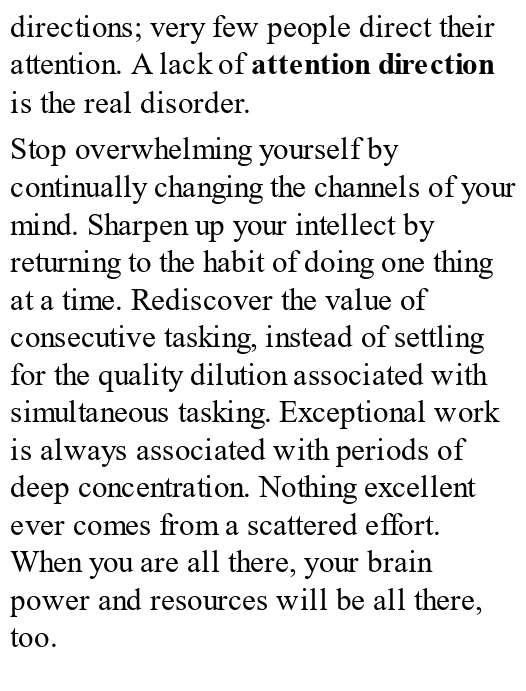 directions; very few people direct their
attention. A lack of attention direction
is the real disorder.
Stop overwhelming yourself by
continually changing the channels of your
mind. Sharpen up your intellect by
returning to the habit of doing one thing
at a time. Rediscover the value of
consecutive tasking, instead of settling
for the quality dilution associated with
simultaneous tasking. Exceptional work
is always associated with periods of
deep concentration. Nothing excellent
ever comes from a scattered effort.
When you are all there, your brain
power and resources will be all there,
too.